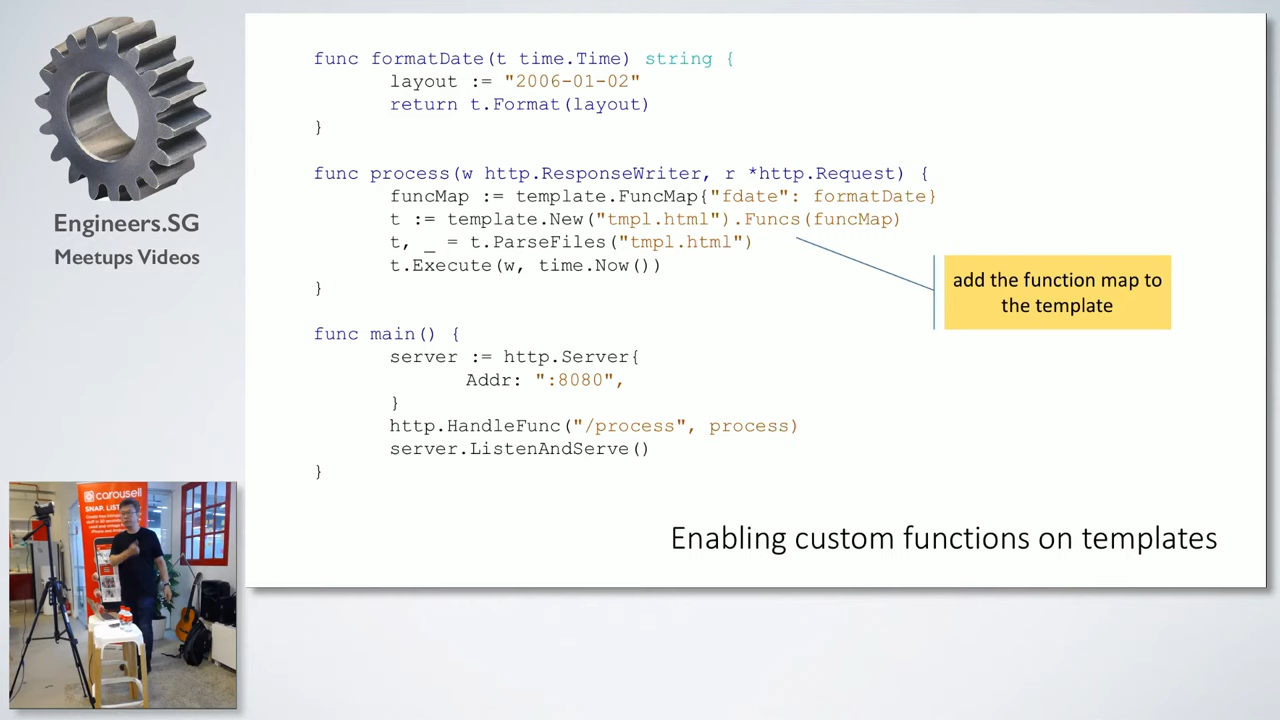 Engineers.SG
Meetups Videos
func formatDate(t time.Time) string {
layout := "2006-01-02"
return t.Format(layout)
}
func process(w http.ResponseWriter, r *http.Request) {
funcMap := template.FuncMap{"fdate": formatDate}
t := template.New("tmpl.html").Funcs(funcMap)
t, _ = t.ParseFiles("tmpl.html")
t.Execute(w, time.Now())
}
add the function map to
the template
func main() {
server := http.Server{
Addr: ":8080",
}
http.HandleFunc("/process", process)
server.ListenAndServe()
}
Enabling custom functions on templates
carousell
SNAP. LIST